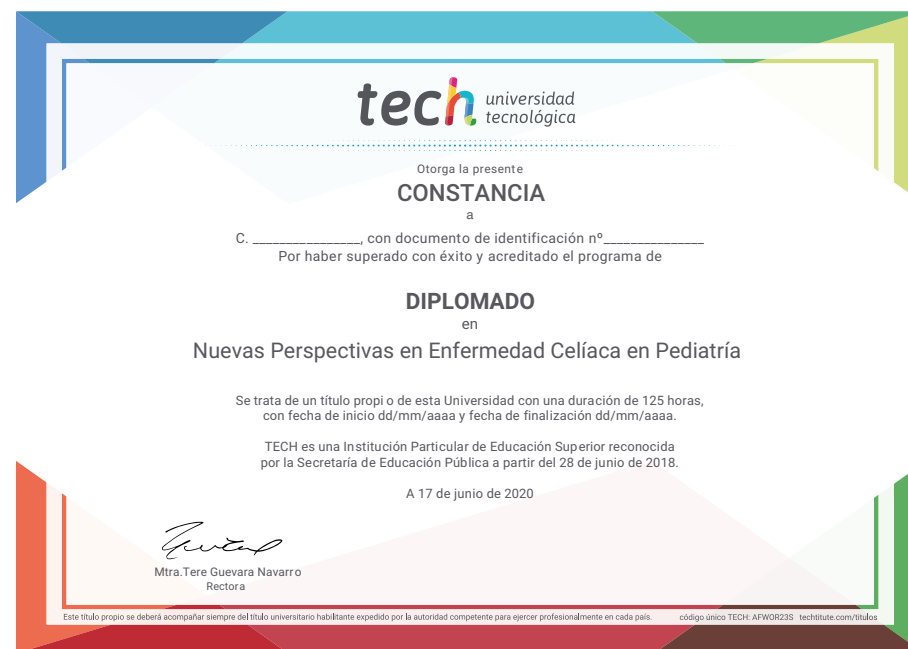 tech universidad
tecnológica
Otorga la presente
CONSTANCIA
a
C. ________________, con documento de identificación nº_______________
Por haber superado con éxito y acreditado el programa de
DIPLOMADO
en
Nuevas Perspectivas en Enfermedad Celíaca en Pediatría
Se trata de un título propi o de esta Universidad con una duración de 125 horas,
con fecha de inicio dd/mm/aaaa y fecha de finalización dd/mm/aaaa.
TECH es una Institución Particular de Educación Superior reconocida
por la Secretaría de Educación Pública a partir del 28 de junio de 2018.
A 17 de junio de 2020
Mtra.Tere Guevara Navarro
Rectora
Este título propio se deberá acompañar siempre del título universitario habilitante expedido por la autoridad competente para ejercer profesionalmente en cada país. código único TECH: AFWOR23S techtitute.com/titulos